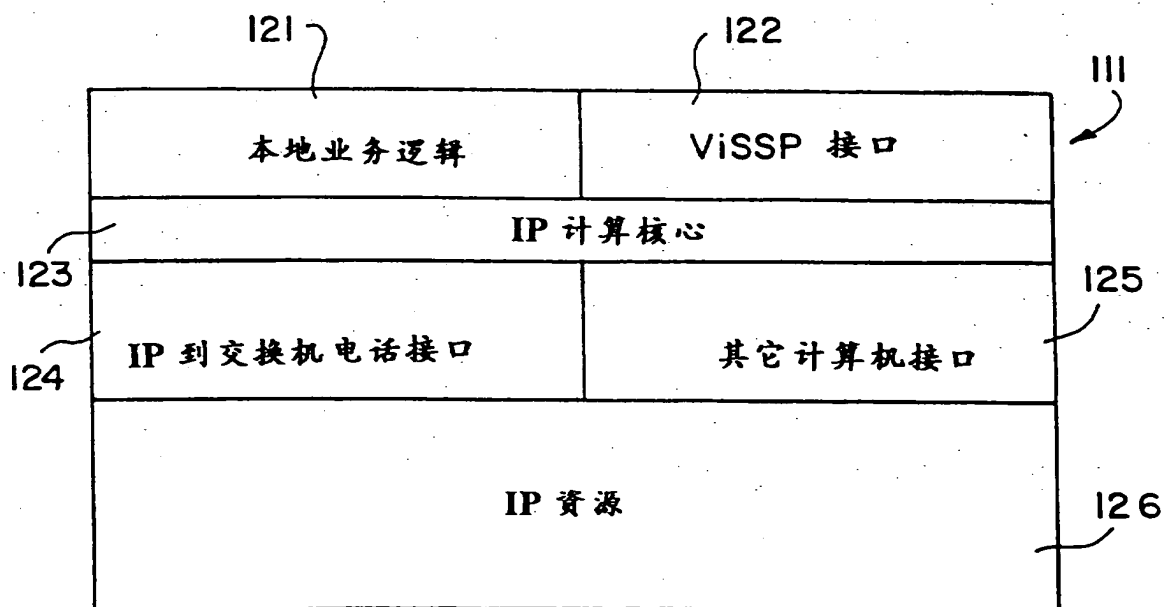 121
122
111
本地业务逻辑
ViSSP 接口
IP 计算核心
123
125
124
IP 到交换机电话接口
其它计算机接口
IP 资源
126